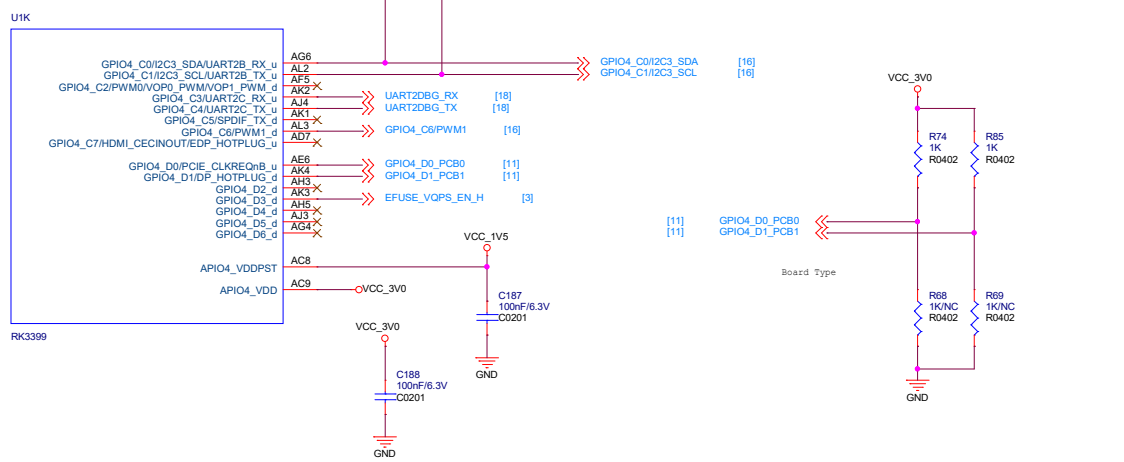 U1K
GPIO4_C0/I2C3_SDA/UART2B_RX_u AG6 GPIO4_C0/I2C3_SDA [16]
GPIO4_C1/I2C3_SCL/UART2B_TX_u AL2 GPIO4_C1/I2C3_SCL [16]
GPIO4_C2/PWM0/VOP0_PWM/VOP1_PWM_d AF5
GPIO4_C3/UART2C_RX_u AK2 UART2DBG_RX [18]
GPIO4_C4/UART2C_TX_u AJ4 UART2DBG_TX [18]
GPIO4_C5/SPDIF_TX_d AK1
GPIO4_C6/PWM1_d AL3 GPIO4_C6/PWM1 [16]
GPIO4_C7/HDMI_CECINOUT/EDP_HOTPLUG_u AD7
GPIO4_D0/PCIE_CLKREQnB_u AE6 GPIO4_D0_PCB0 [11]
GPIO4_D1/DP_HOTPLUG_d AK4 GPIO4_D1_PCB1 [11]
GPIO4_D2_d AH3
GPIO4_D3_d AK3 EFUSE_VQPS_EN_H [3]
GPIO4_D4_d AH5
GPIO4_D5_d AJ3
GPIO4_D6_d AG4
APIO4_VDDPST AC8
APIO4_VDD AC9 VCC_3V0
RK3399
VCC_1V5
C187
100nF/6.3V
C0201
GND
VCC_3V0
C188
100nF/6.3V
C0201
GND
VCC_3V0
R74 R85
1K 1K
R0402 R0402
[11] GPIO4_D0_PCB0
[11] GPIO4_D1_PCB1
Board Type
R68 R69
1K/NC 1K/NC
R0402 R0402
GND